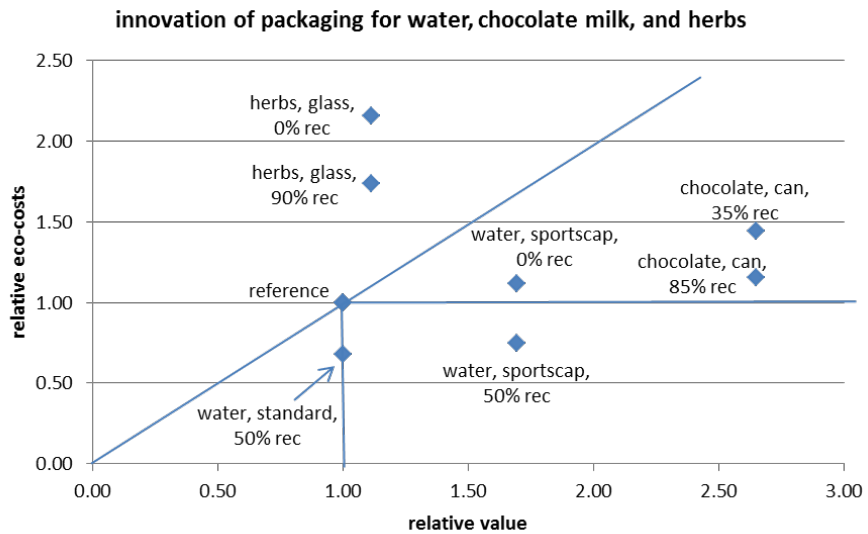 innovation of packaging for water, chocolate milk, and herbs
2.50
2.00
1.50
1.00
0.50
0.00
relative eco-costs
herbs, glass,
0% rec
herbs, glass,
90% rec
chocolate, can,
35% rec
water, sportscap,
0% rec
chocolate, can,
85% rec
reference
water, sportscap,
50% rec
water, standard,
50% rec
0.00 0.50 1.00 1.50 2.00 2.50 3.00
relative value